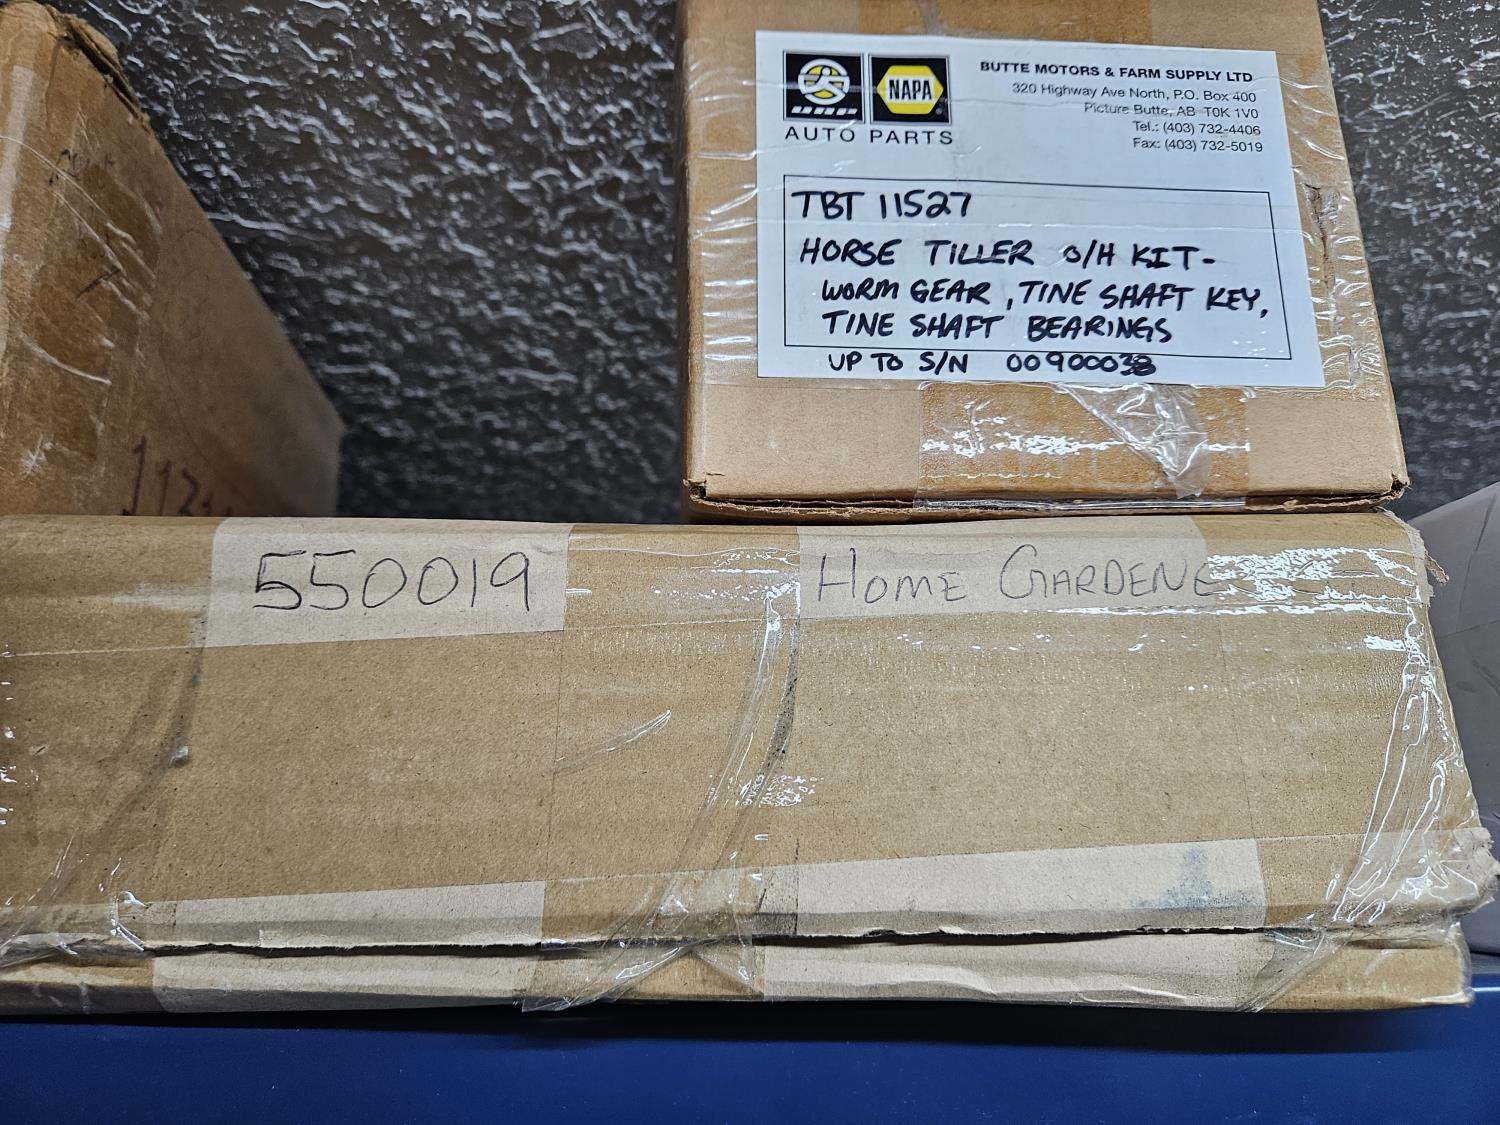 NAPA
AUTO PARTS
BUTTE MOTORS & FARM SUPPLY LTD
320 Highway Ave North, P.O. Box 400
Picture Butte, AB T0K 1V0
Tel.: (403) 732-4406
Fax: (403) 732-5019
TBT 11527
HORSE TILLER O/H KIT-
WORM GEAR, TINE SHAFT KEY,
TINE SHAFT BEARINGS
UP TO S/N 00900038
550019
HOME GARDENE